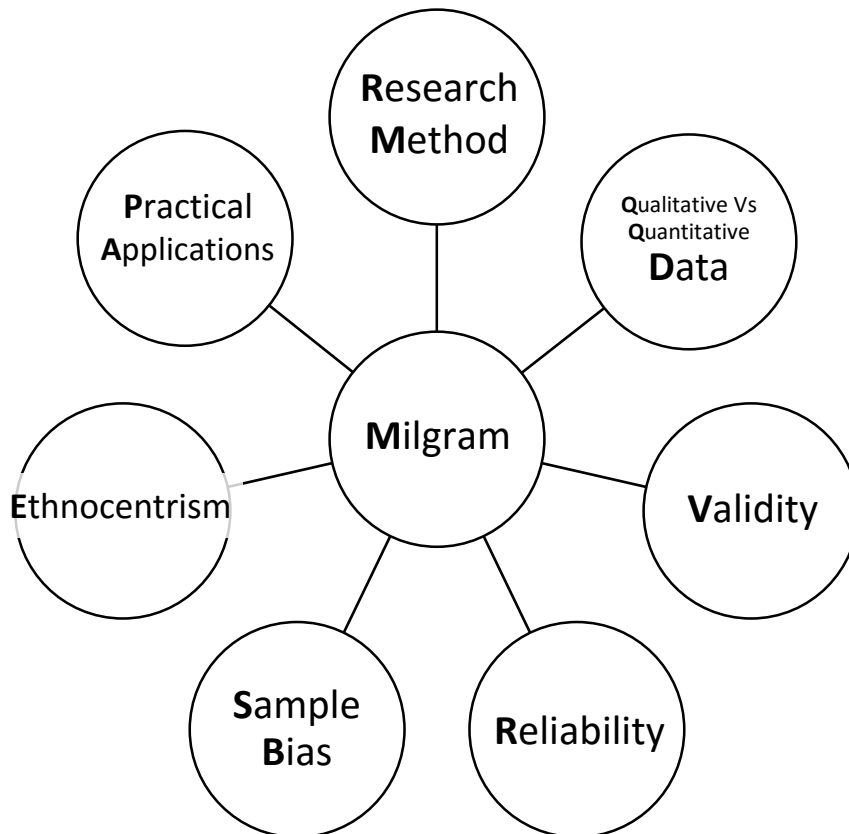 Research
Method
Practical
Applications
Qualitative Vs
Quantitative
Data
Milgram
Ethnocentrism
Validity
Sample
Bias
Reliability